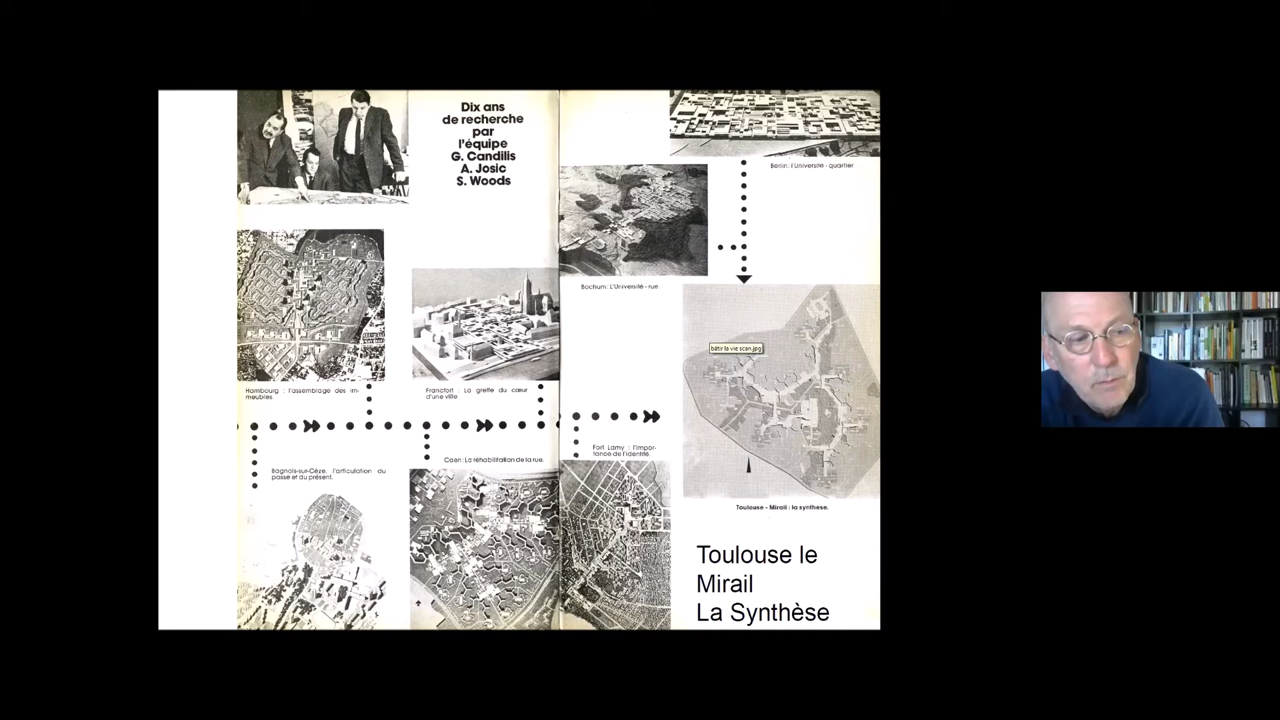 Dix ans
de recherche
par
l'équipe
G. Candilis
A. Josic
S. Woods
Berlin: l'Université - quartier
Bochum: L'Université - rue
bâtir la vie scan.jpg
Hambourg : l'assemblage des im-
meubles.
Francfort : La greffe du cœur
d'une ville.
Fort Lamy : l'impor-
tance de l'identité.
Caen: La réhabilitation de la rue.
Bagnols-sur-Cèze, l'articulation du
passé et du présent.
Toulouse - Mirail : la synthèse.
Toulouse le
Mirail
La Synthèse